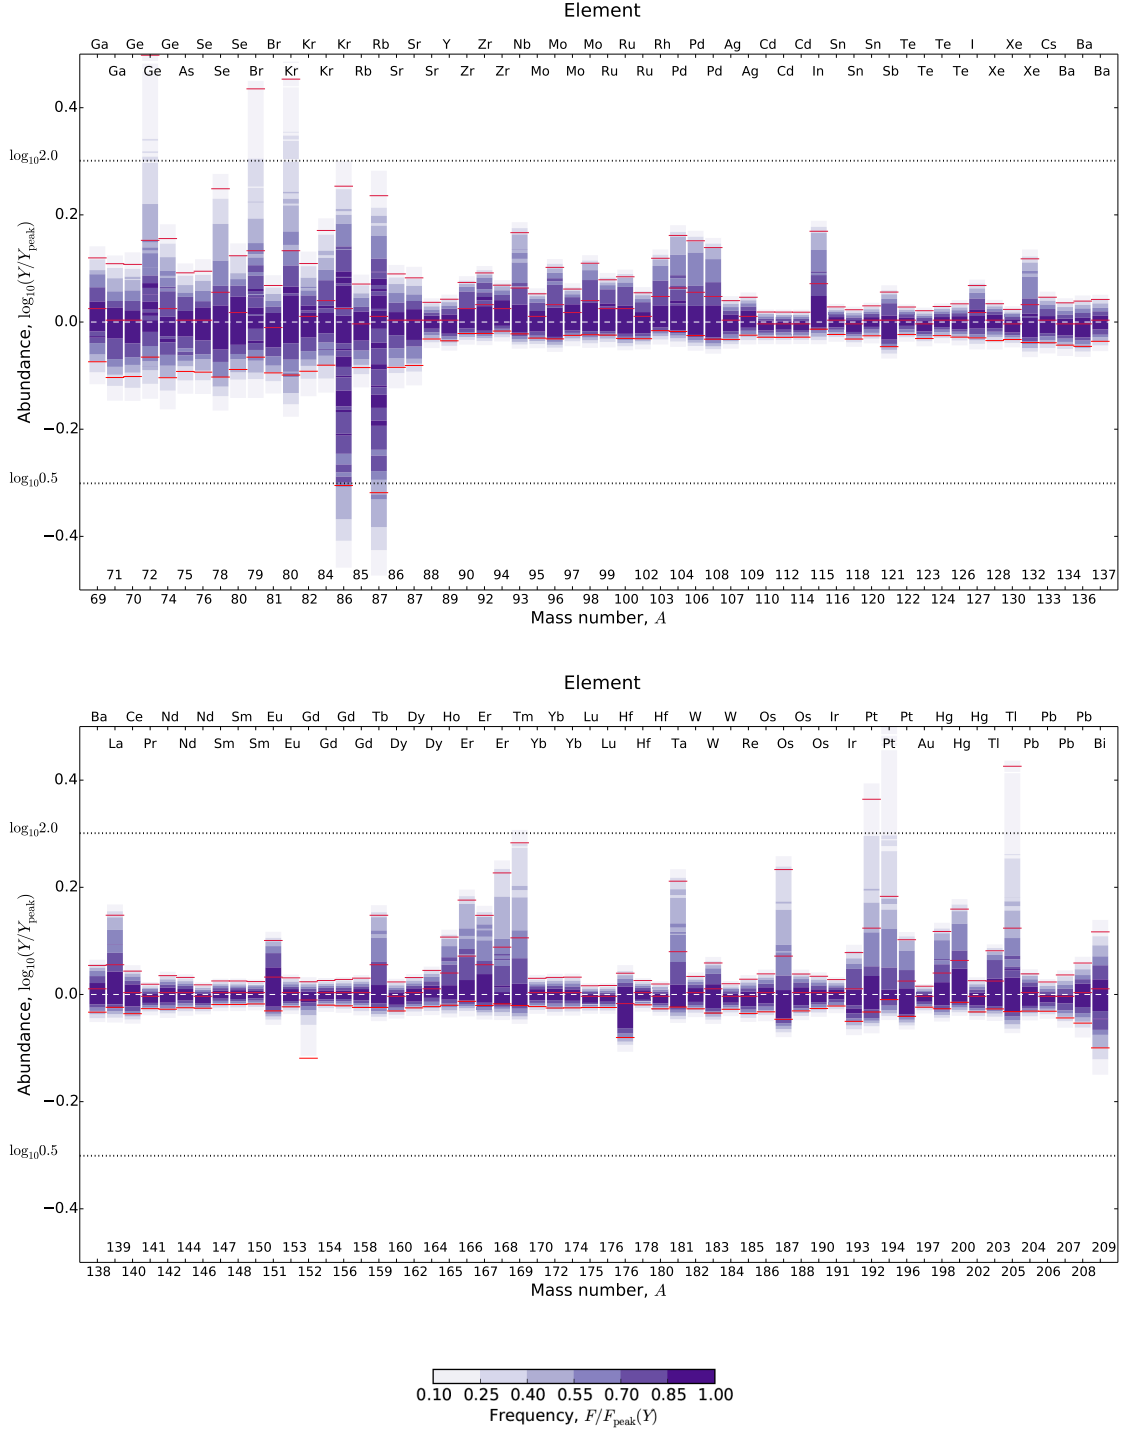 Element
Ga Ge Ge Se Se Br Kr Kr Rb Sr Y Zr Nb Mo Mo Ru Rh Pd Ag Cd Cd Sn Sn Te Te I Xe Cs Ba
Ga Ge As Se Br Kr Kr Rb Sr Sr Zr Zr Mo Mo Ru Ru Pd Pd Ag Cd In Sn Sb Te Te Xe Xe Ba Ba
0.4
log₁₀2.0
0.2
0.0
−0.2
log₁₀0.5
−0.4
Abundance, log₁₀(Y/Y_peak)
71 72 75 78 79 80 84 85 86 88 90 94 95 97 99 102 104 108 109 112 115 118 121 123 126 128 132 134 137
69 70 74 76 80 81 82 86 87 87 89 92 93 96 98 100 103 106 107 110 114 116 120 122 124 127 130 133 136
Mass number, A
Element
Ba Ce Nd Nd Sm Eu Gd Gd Tb Dy Ho Er Tm Yb Lu Hf Hf W W Os Os Ir Pt Pt Hg Hg Tl Pb Pb
La Pr Nd Sm Sm Eu Gd Gd Dy Dy Er Er Yb Yb Lu Hf Ta W Re Os Os Ir Pt Au Hg Tl Pb Pb Bi
0.4
log₁₀2.0
0.2
0.0
−0.2
log₁₀0.5
−0.4
Abundance, log₁₀(Y/Y_peak)
139 141 144 147 150 153 154 158 160 164 166 168 170 174 176 178 181 183 185 187 190 193 194 197 200 203 204 207 209
138 140 142 146 148 151 152 156 159 162 165 167 169 172 175 176 180 182 184 186 188 191 192 196 198 202 205 206 208
Mass number, A
0.10 0.25 0.40 0.55 0.70 0.85 1.00
Frequency, F/F_peak(Y)